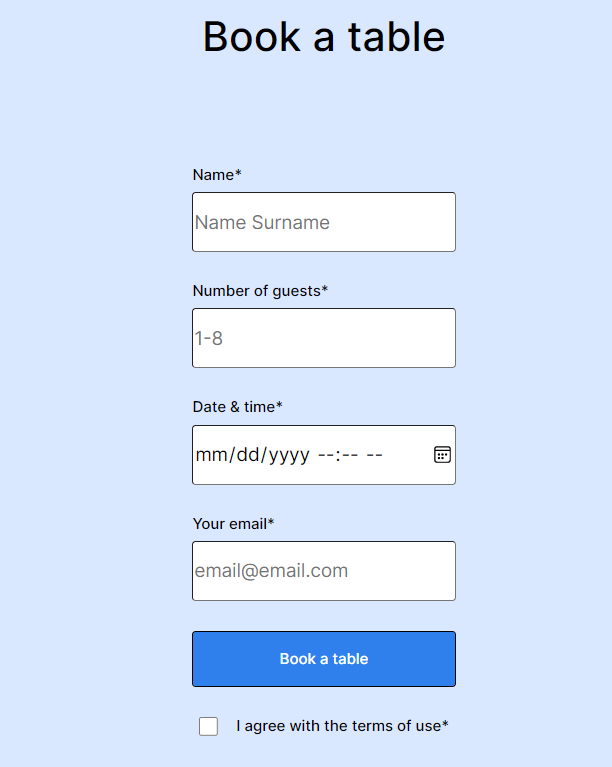 Book a table
Name*
Name Surname
Number of guests*
1-8
Date & time*
mm/dd/yyyy --:-- --
Your email*
email@email.com
Book a table
I agree with the terms of use*